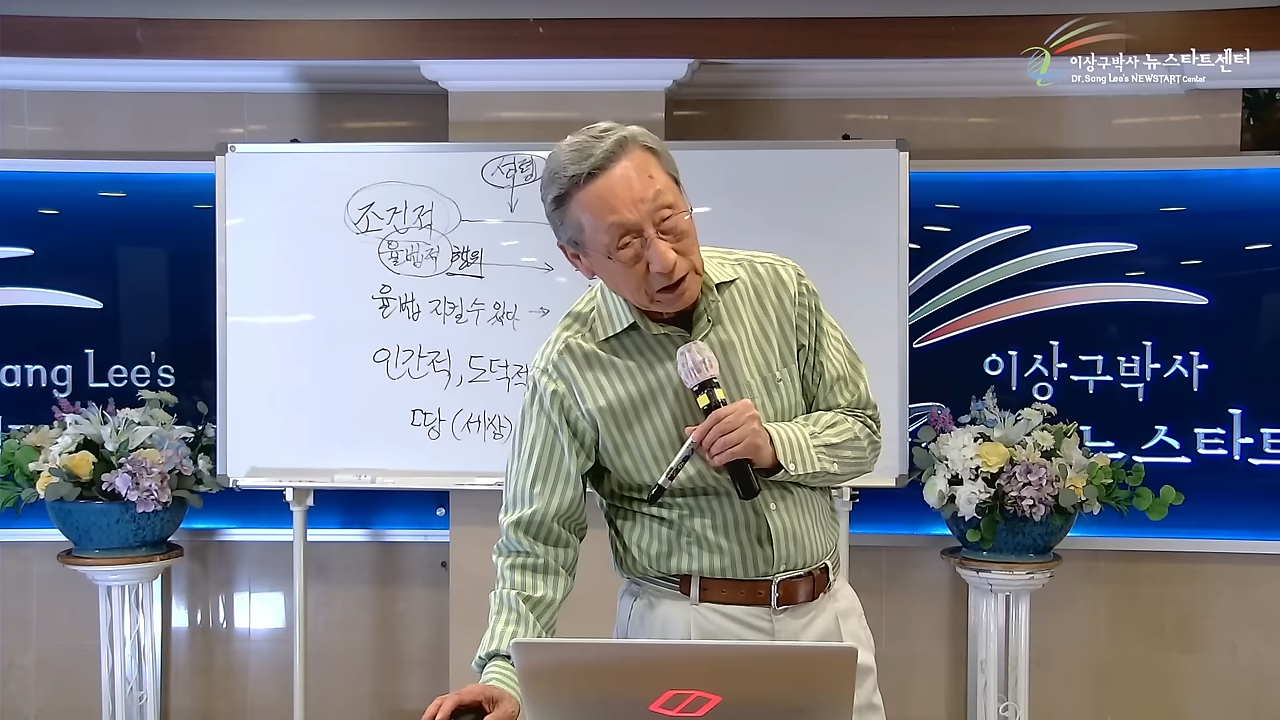 이상구박사 뉴스타트센터
Dr. Sang Lee's NEWSTART Center
성령
조건적
율법적 행위
율법 지킬수 있다 →
인간적, 도덕적
땅 (세상)
ang Lee's
이상구박사
뉴스타트